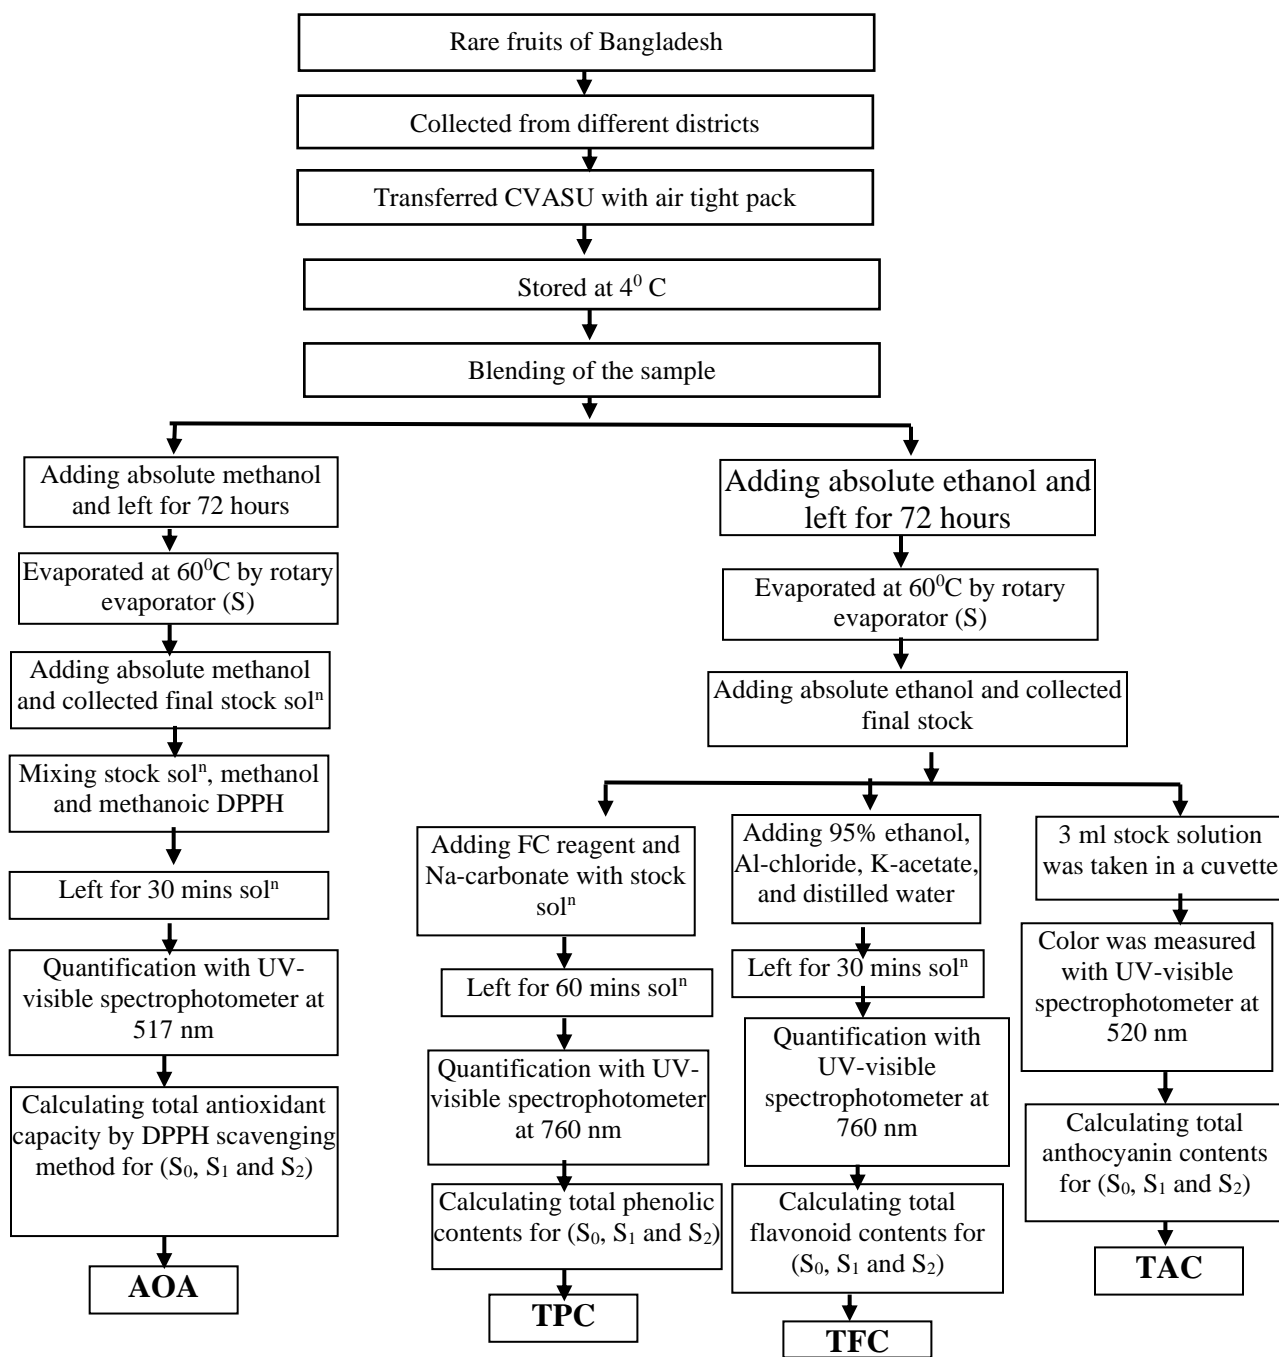 Rare fruits of Bangladesh
Collected from different districts
Transferred CVASU with air tight pack
Stored at 4⁰ C
Blending of the sample
Adding absolute methanol
and left for 72 hours
Evaporated at 60⁰C by rotary
evaporator (S)
Adding absolute methanol
and collected final stock solⁿ
Mixing stock solⁿ, methanol
and methanoic DPPH
Left for 30 mins solⁿ
Quantification with UV-
visible spectrophotometer at
517 nm
Calculating total antioxidant
capacity by DPPH scavenging
method for (S₀, S₁ and S₂)
AOA
Adding absolute ethanol and
left for 72 hours
Evaporated at 60⁰C by rotary
evaporator (S)
Adding absolute ethanol and collected
final stock
Adding FC reagent and
Na-carbonate with stock
solⁿ
Left for 60 mins solⁿ
Quantification with UV-
visible spectrophotometer
at 760 nm
Calculating total phenolic
contents for (S₀, S₁ and S₂)
TPC
Adding 95% ethanol,
Al-chloride, K-acetate,
and distilled water
Left for 30 mins solⁿ
Quantification with
UV-visible
spectrophotometer at
760 nm
Calculating total
flavonoid contents for
(S₀, S₁ and S₂)
TFC
3 ml stock solution
was taken in a cuvette
Color was measured
with UV-visible
spectrophotometer at
520 nm
Calculating total
anthocyanin contents
for (S₀, S₁ and S₂)
TAC